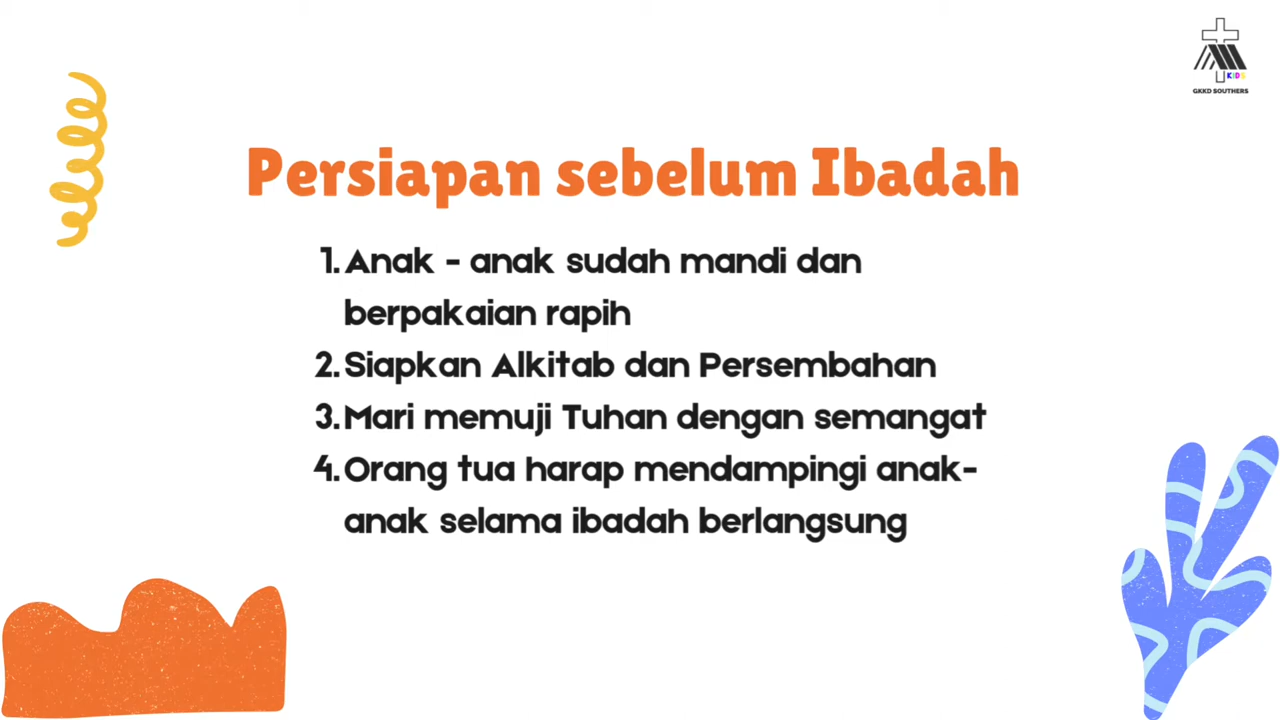 KIDS
GKKD SOUTHERS
Persiapan sebelum Ibadah
1. Anak - anak sudah mandi dan
berpakaian rapih
2. Siapkan Alkitab dan Persembahan
3. Mari memuji Tuhan dengan semangat
4. Orang tua harap mendampingi anak-
anak selama ibadah berlangsung